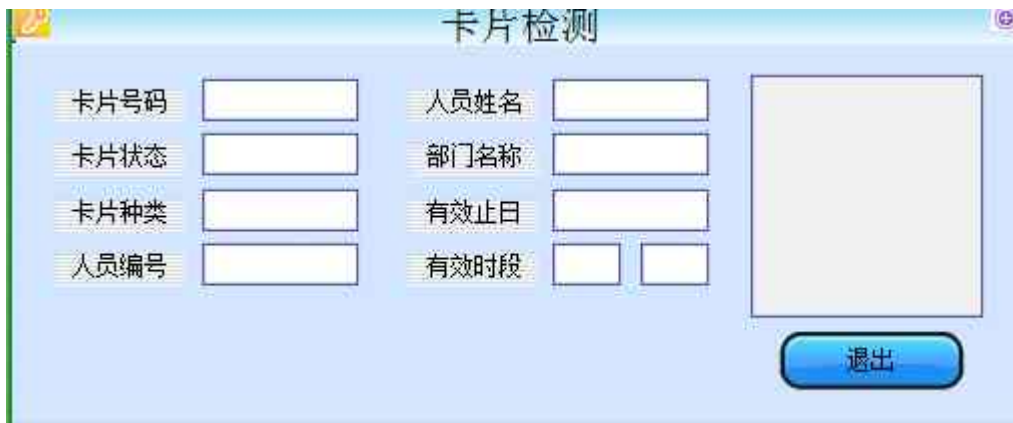 卡片检测
卡片号码 人员姓名
卡片状态 部门名称
卡片种类 有效止日
人员编号 有效时段
退出